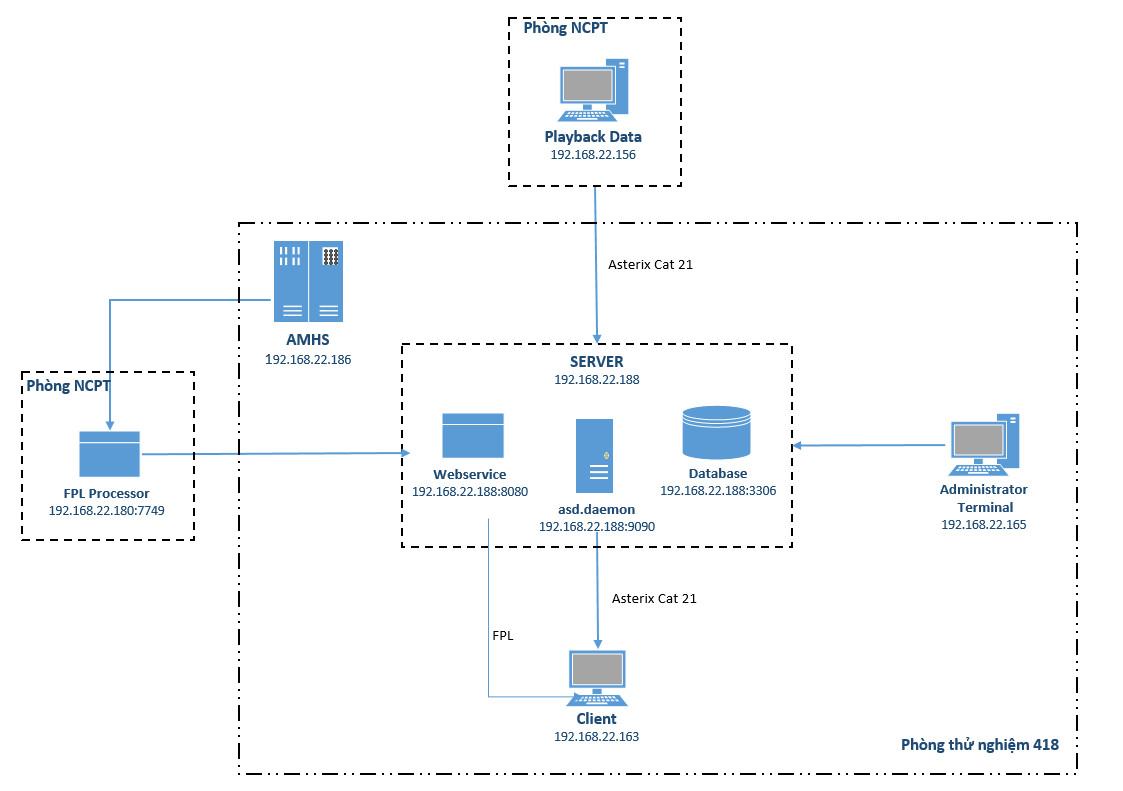 Phòng NCPT
Playback Data
192.168.22.156
Asterix Cat 21
AMHS
192.168.22.186
Phòng NCPT
FPL Processor
192.168.22.180:7749
SERVER
192.168.22.188
Webservice
192.168.22.188:8080
asd.daemon
192.168.22.188:9090
Database
192.168.22.188:3306
Administrator
Terminal
192.168.22.165
Asterix Cat 21
FPL
Client
192.168.22.163
Phòng thử nghiệm 418